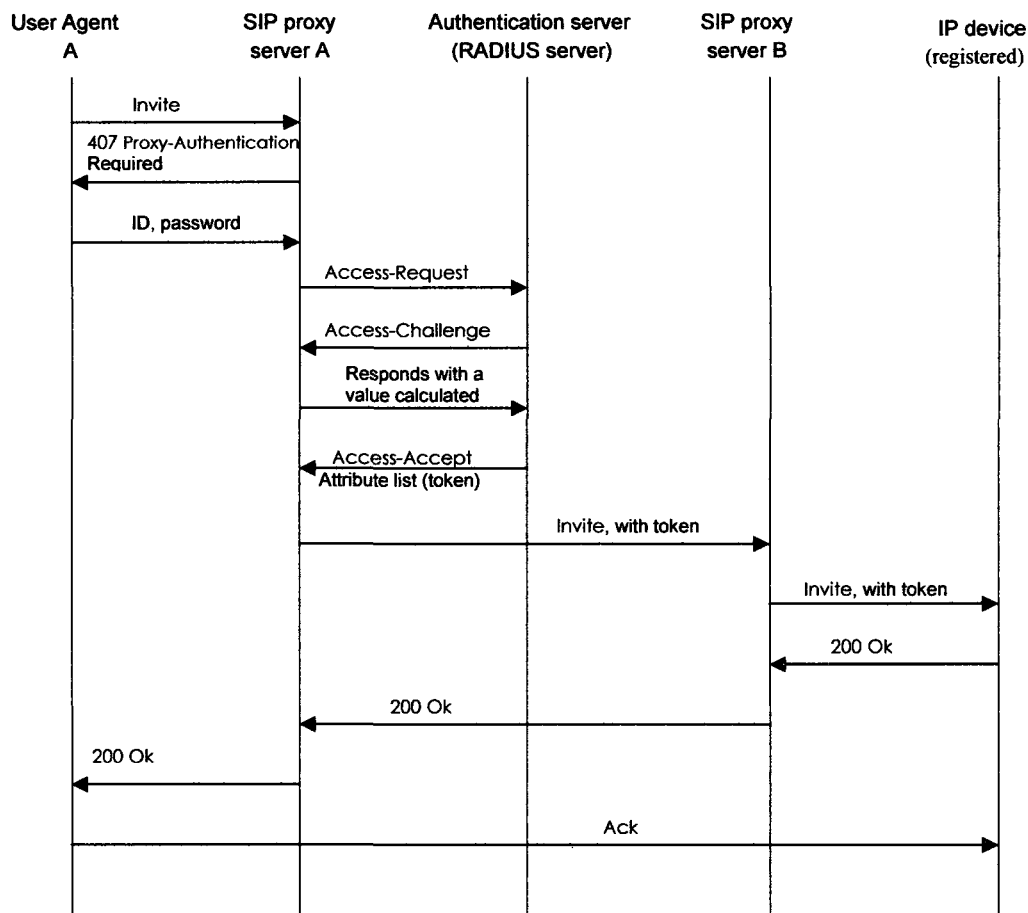 User Agent
A
SIP proxy
server A
Authentication server
(RADIUS server)
SIP proxy
server B
IP device
(registered)
Invite
407 Proxy-Authentication
Required
ID, password
Access-Request
Access-Challenge
Responds with a
value calculated
Access-Accept
Attribute list (token)
Invite, with token
Invite, with token
200 Ok
200 Ok
200 Ok
Ack